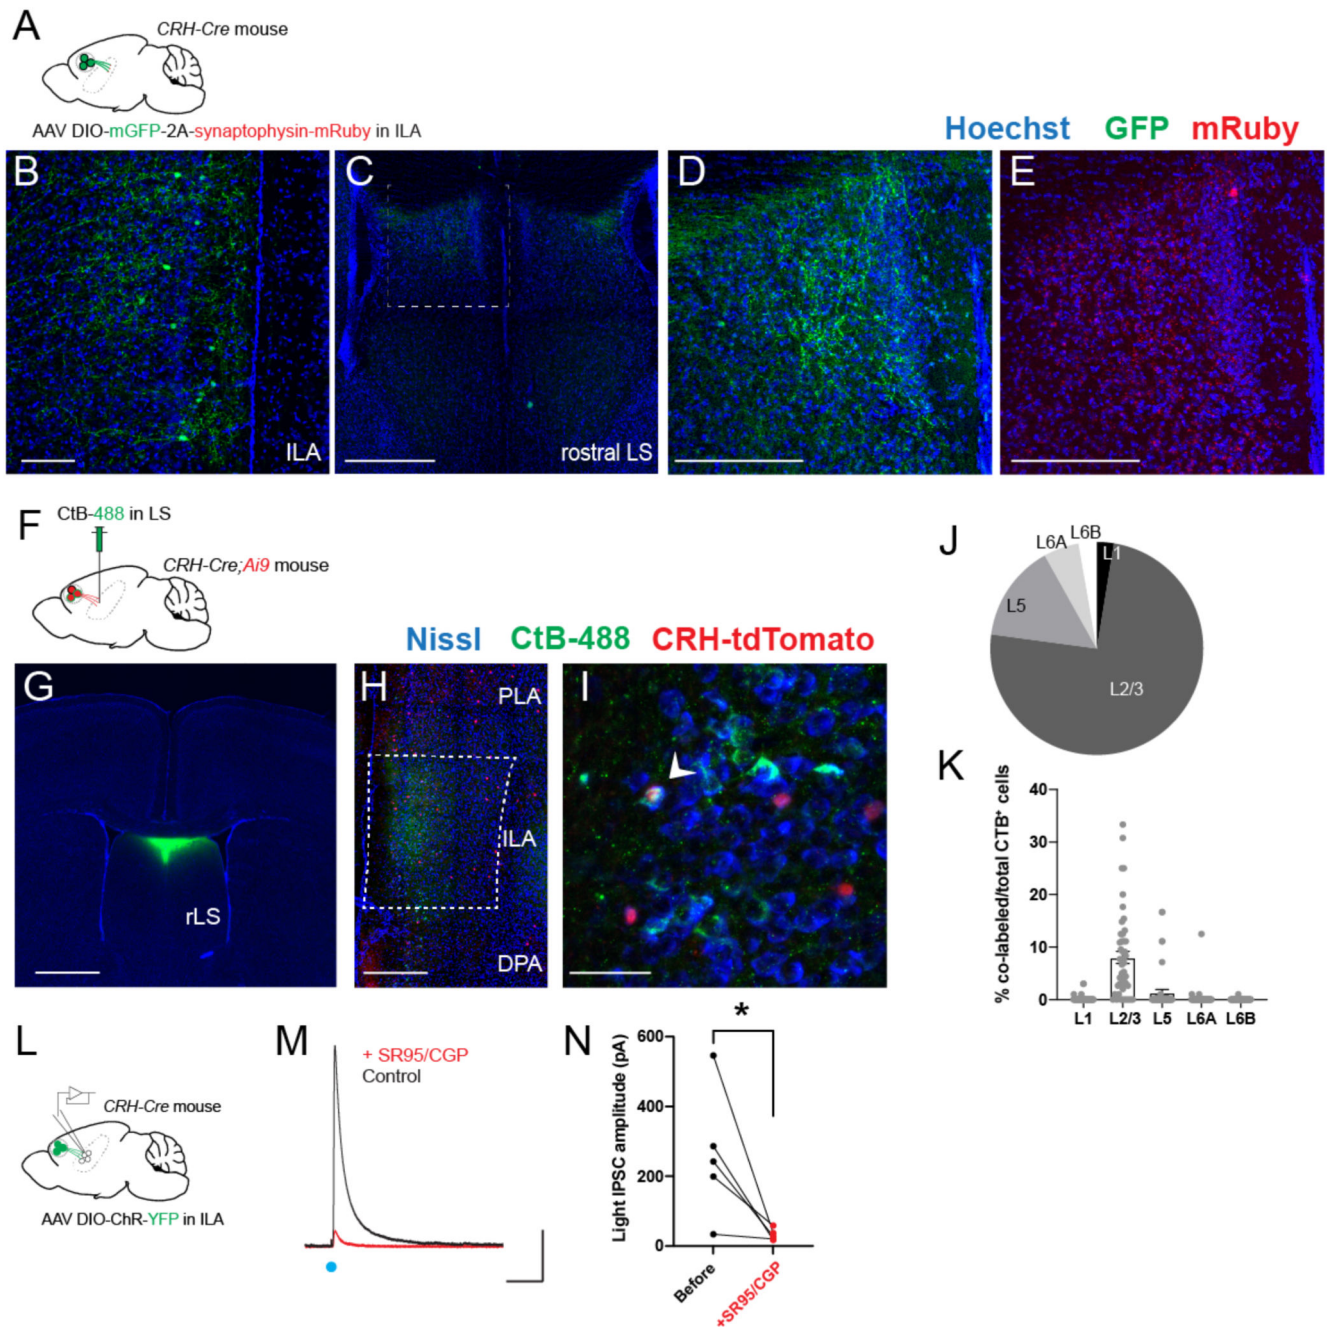 A
CRH-Cre mouse
AAV DIO-mGFP-2A-synaptophysin-mRuby in ILA
Hoechst GFP mRuby
B
ILA
C
rostral LS
D
E
F
CtB-488 in LS
CRH-Cre;Ai9 mouse
Nissl CtB-488 CRH-tdTomato
G
rLS
H
PLA
ILA
DPA
I
J
L6A
L6B
L1
L5
L2/3
K
% co-labeled/total CTB⁺ cells
40
30
20
10
0
L1 L2/3 L5 L6A L6B
L
CRH-Cre mouse
AAV DIO-ChR-YFP in ILA
M
+ SR95/CGP
Control
N
*
Light IPSC amplitude (pA)
600
400
200
0
Before
+SR95/CGP